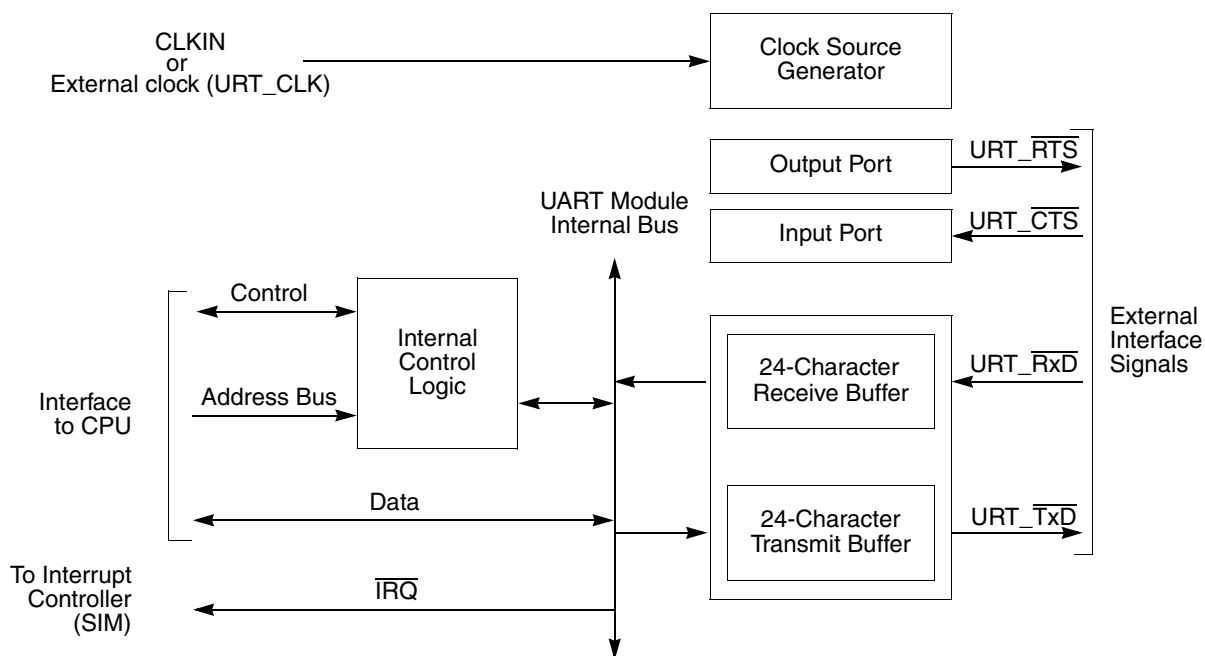 CLKIN
or
External clock (URT_CLK)
Clock Source
Generator
Output Port
URT_RTS
UART Module
Internal Bus
Input Port
URT_CTS
Control
Internal
Control
Logic
External
Interface
Signals
24-Character
Receive Buffer
URT_RxD
Interface
to CPU
Address Bus
Data
24-Character
Transmit Buffer
URT_TxD
To Interrupt
Controller
(SIM)
IRQ